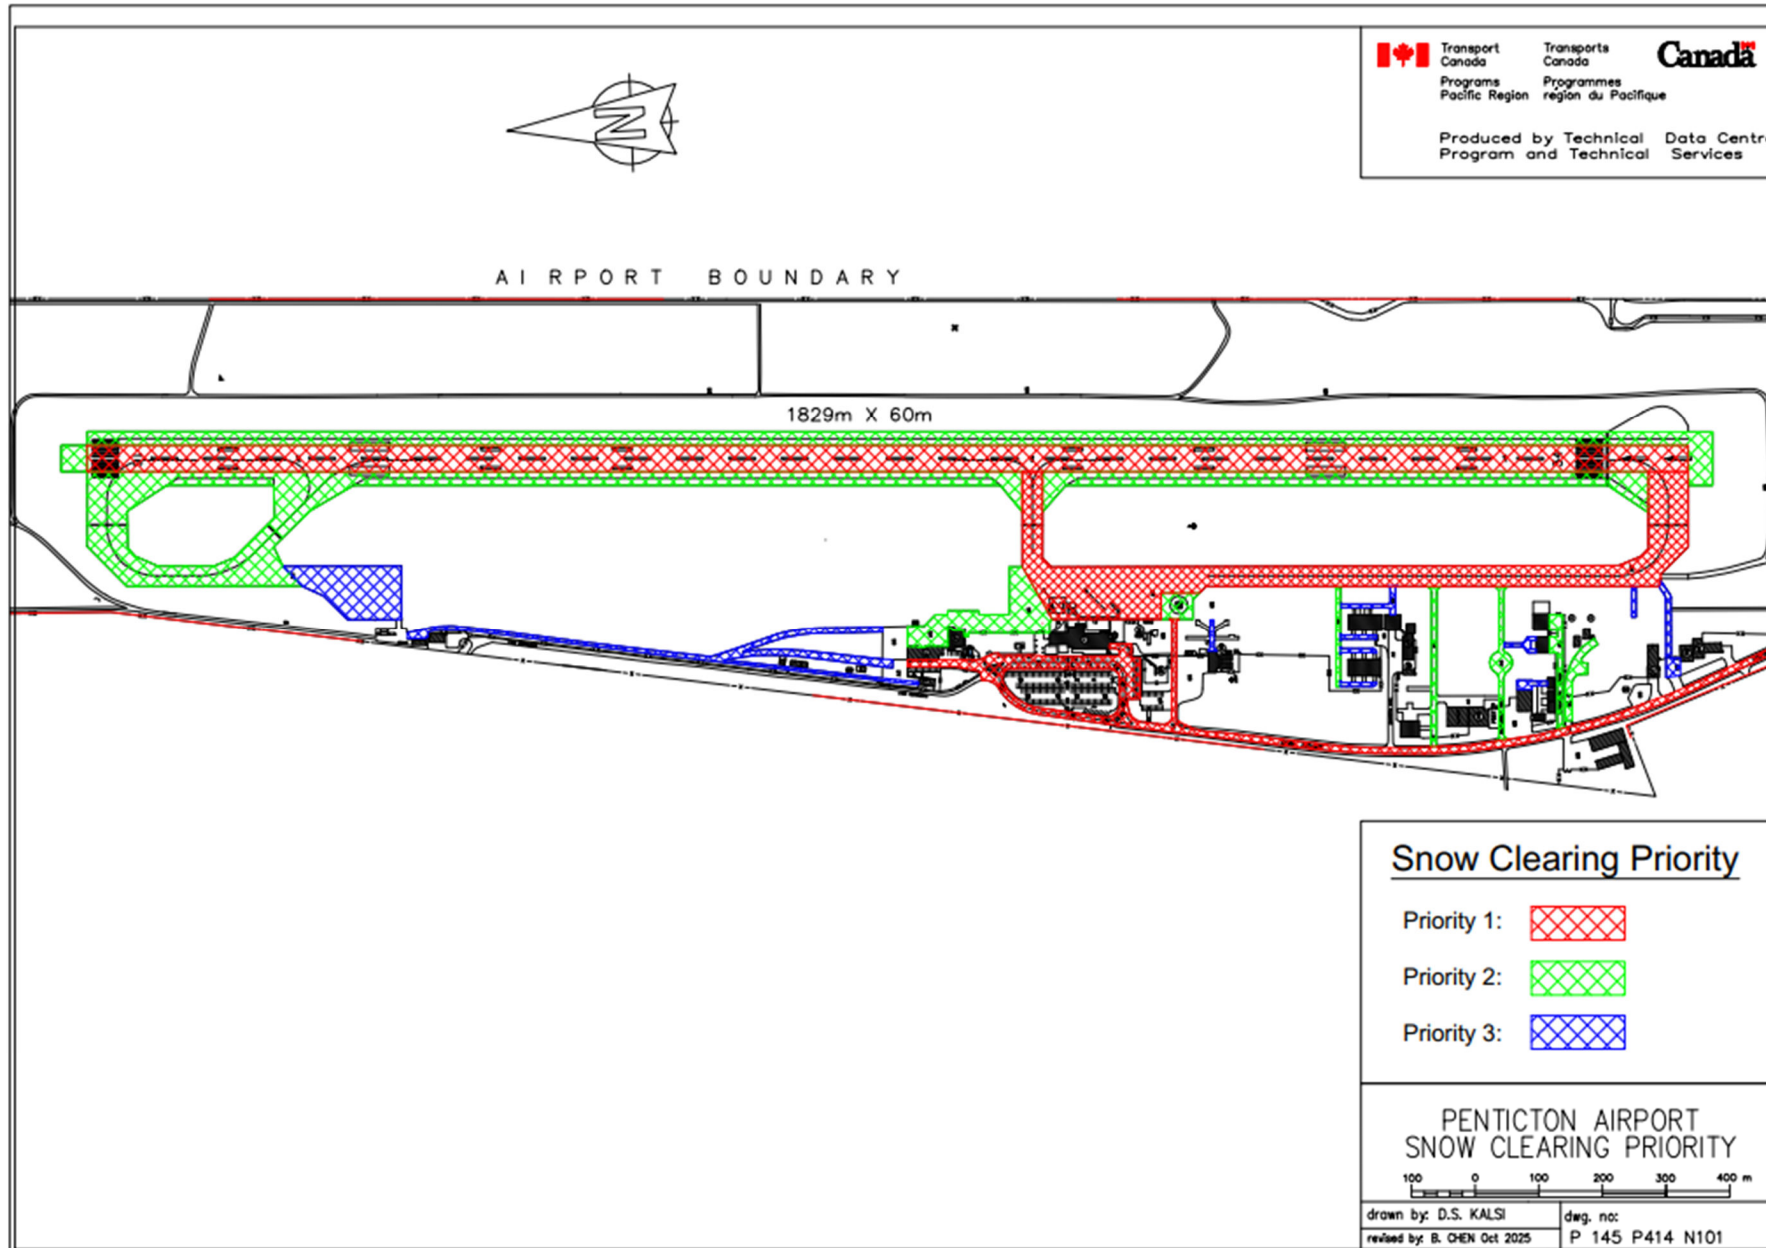 Transport Canada
Transports Canada
Canada
Programs Pacific Region
Programmes région du Pacifique
Produced by Technical Data Centr
Program and Technical Services
N
AIRPORT BOUNDARY
1829m X 60m
34
Snow Clearing Priority
Priority 1:
Priority 2:
Priority 3:
PENTICTON AIRPORT
SNOW CLEARING PRIORITY
100 0 100 200 300 400 m
drawn by: D.S. KALSI
dwg. no:
revised by: B. CHEN Oct 2025
P 145 P414 N101